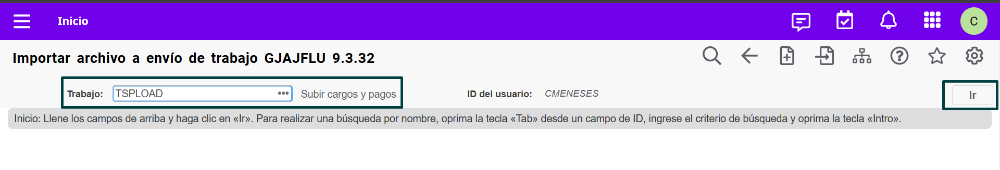 Inicio
C
Importar archivo a envío de trabajo GJAJFLU 9.3.32
Trabajo: TSPLOAD ••• Subir cargos y pagos ID del usuario: CMENESES Ir
Inicio: Llene los campos de arriba y haga clic en «Ir». Para realizar una búsqueda por nombre, oprima la tecla «Tab» desde un campo de ID, ingrese el criterio de búsqueda y oprima la tecla «Intro».